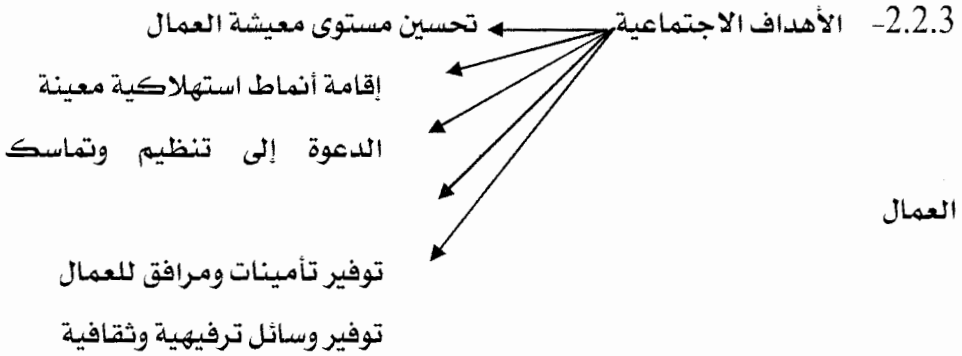 2.2.3- الأهداف الاجتماعية تحسين مستوى معيشة العمال
إقامة أنماط استهلاكية معينة
الدعوة إلى تنظيم وتماسك
العمال
توفير تأمينات ومرافق للعمال
توفير وسائل ترفيهية وثقافية